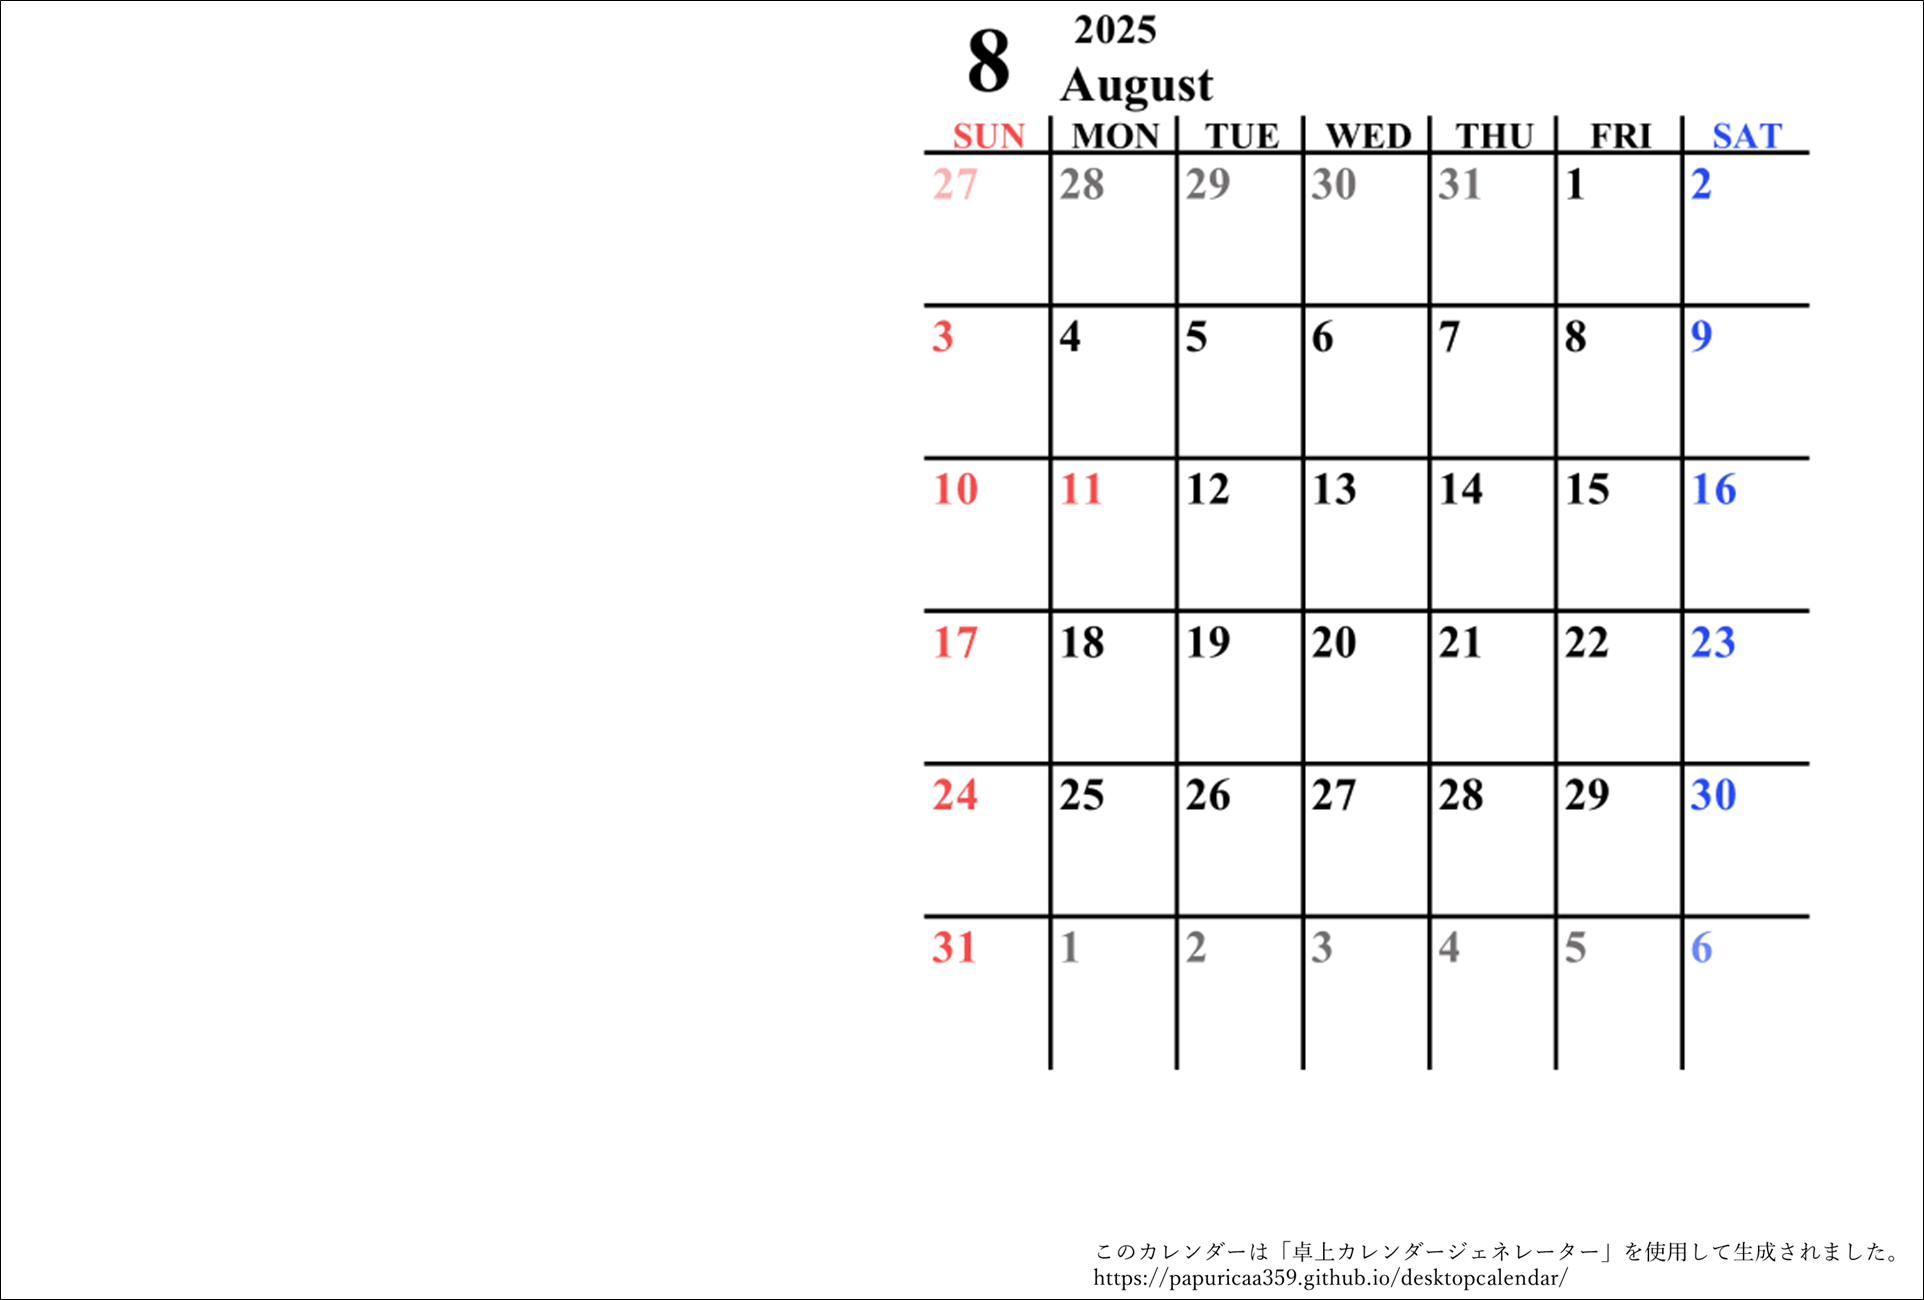 8
2025
August
SUN MON TUE WED THU FRI SAT
27 28 29 30 31 1 2
3 4 5 6 7 8 9
10 11 12 13 14 15 16
17 18 19 20 21 22 23
24 25 26 27 28 29 30
31 1 2 3 4 5 6
このカレンダーは「卓上カレンダージェネレーター」を使用して生成されました。
https://papuricaa359.github.io/desktopcalendar/